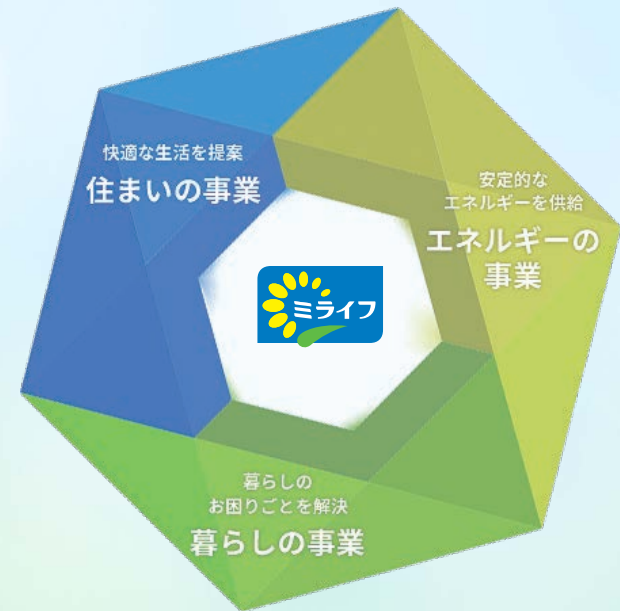 快適な生活を提案
住まいの事業
安定的な
エネルギーを供給
エネルギーの
事業
ミライフ
暮らしの
お困りごとを解決
暮らしの事業